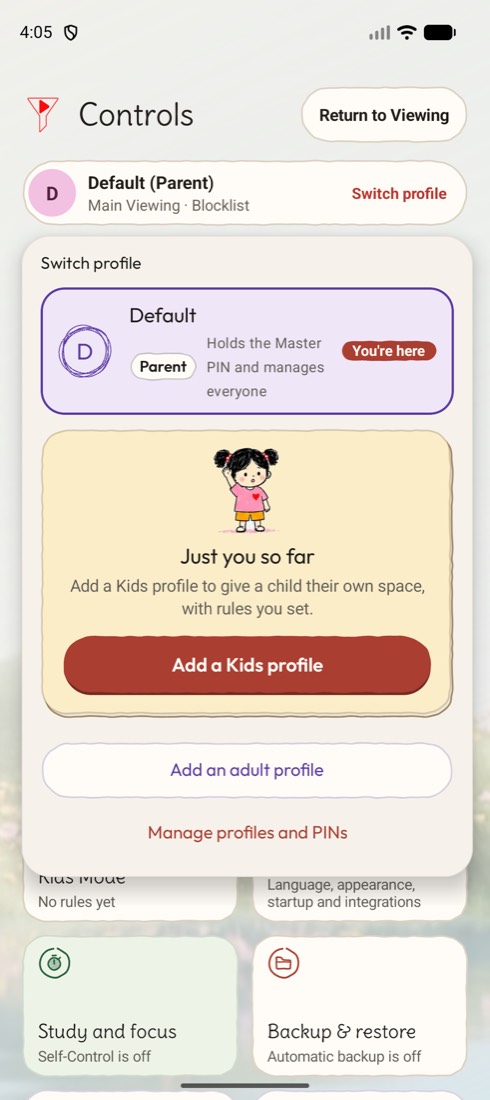 4:05
Controls
Return to Viewing
D
Default (Parent)
Main Viewing · Blocklist
Switch profile
Switch profile
D
Default
Parent
Holds the Master
PIN and manages
everyone
You're here
Just you so far
Add a Kids profile to give a child their own space,
with rules you set.
Add a Kids profile
Add an adult profile
Manage profiles and PINs
Kids Mode
No rules yet
Language, appearance,
startup and integrations
Study and focus
Self-Control is off
Backup & restore
Automatic backup is off